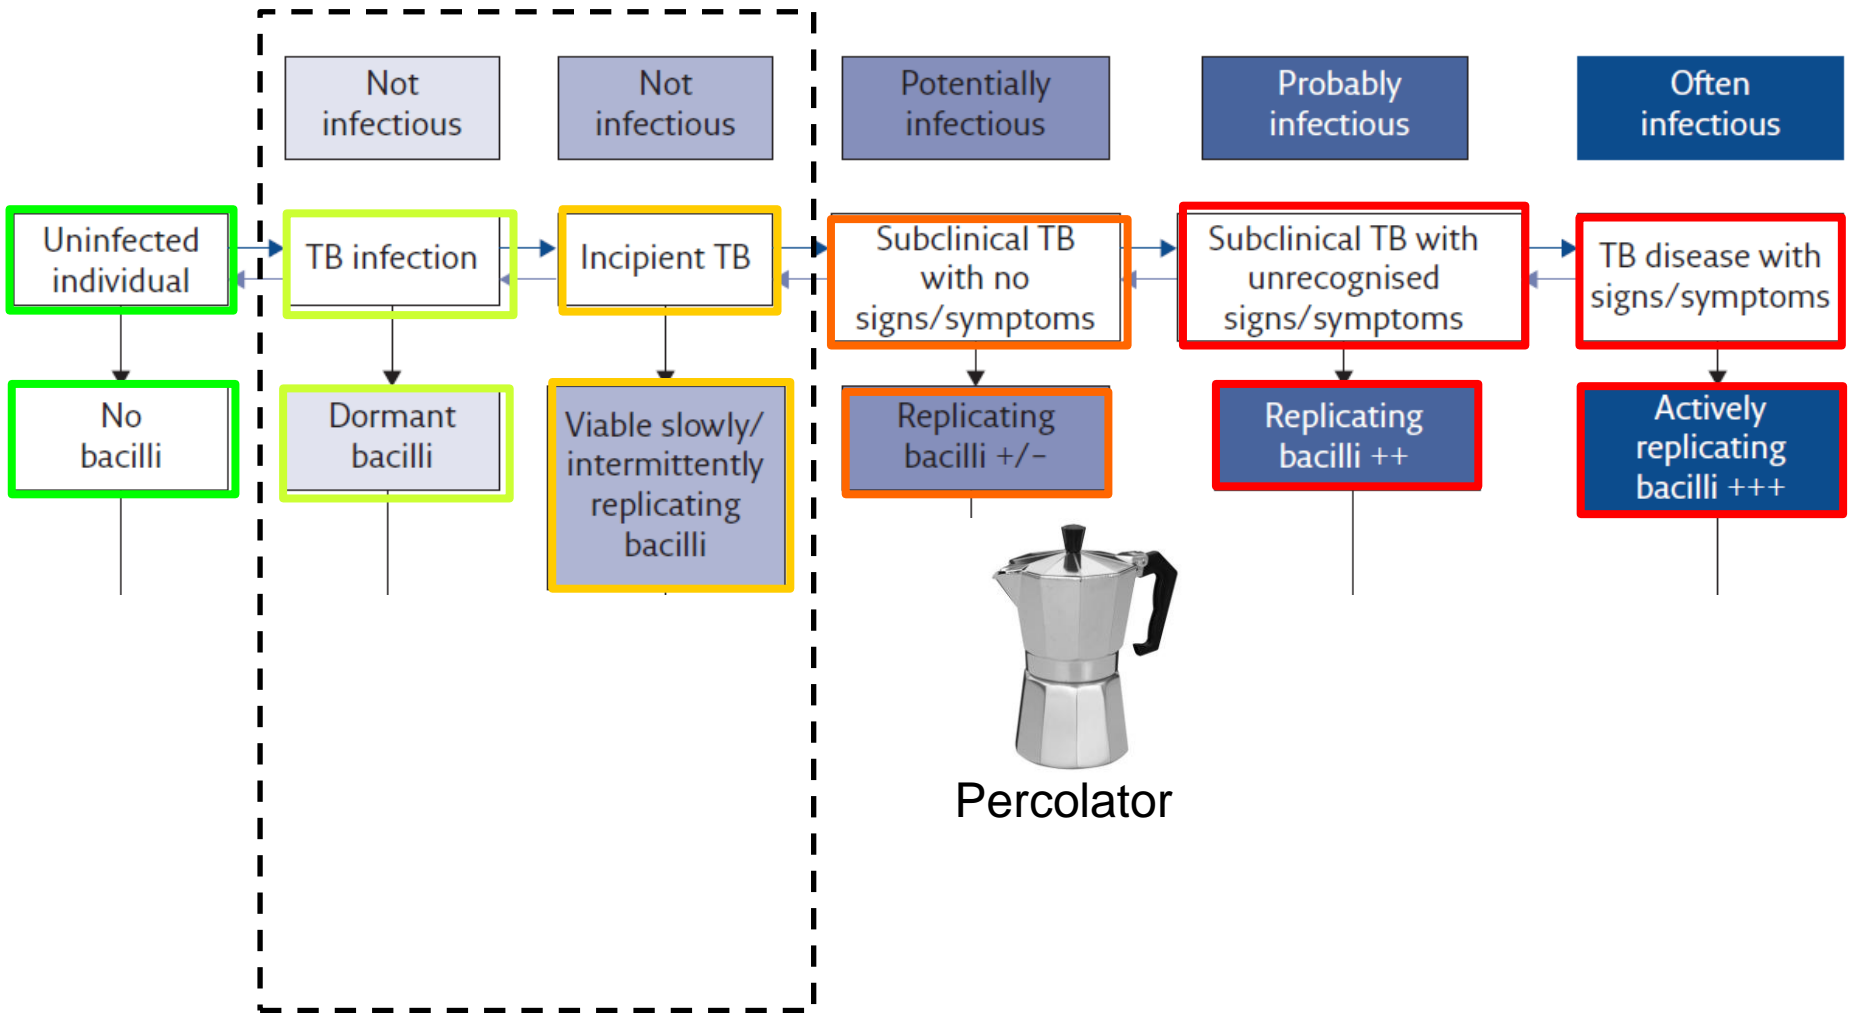 Not
infectious
Not
infectious
Potentially
infectious
Probably
infectious
Often
infectious
Uninfected
individual
TB infection
Incipient TB
Subclinical TB
with no
signs/symptoms
Subclinical TB with
unrecognised
signs/symptoms
TB disease with
signs/symptoms
No
bacilli
Dormant
bacilli
Viable slowly/
intermittently
replicating
bacilli
Replicating
bacilli +/−
Replicating
bacilli ++
Actively
replicating
bacilli +++
Percolator